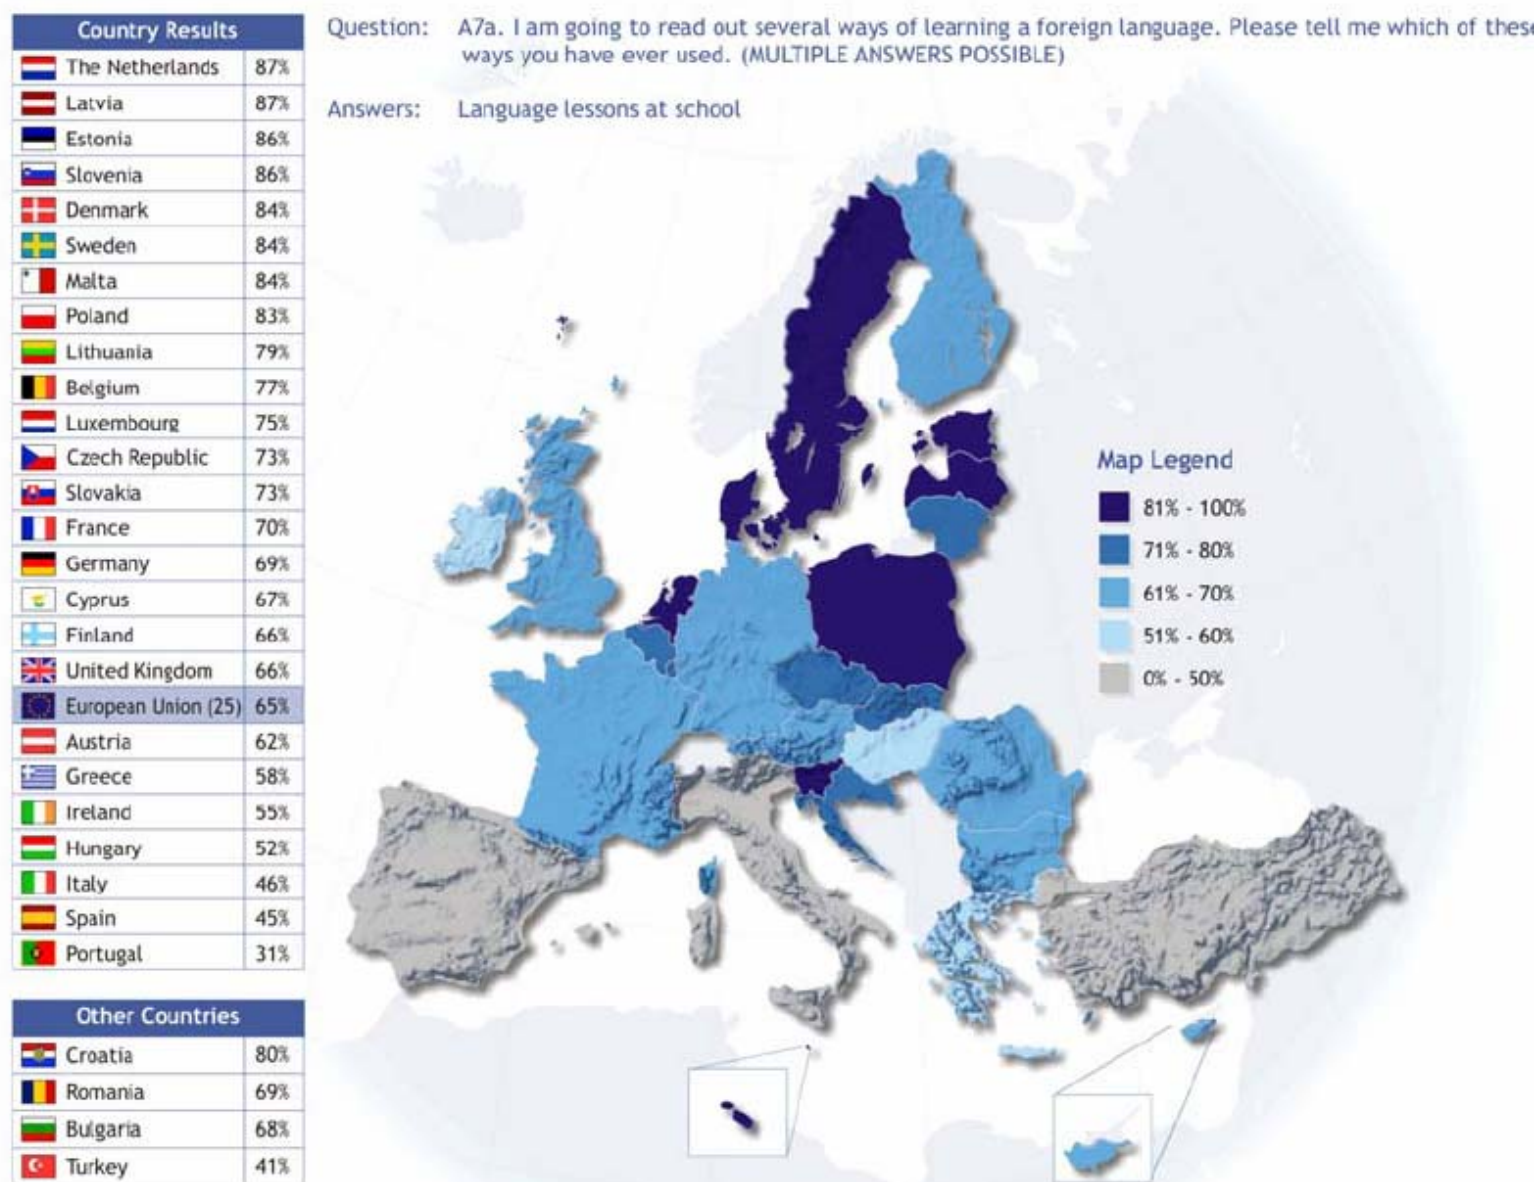 Country Results
The Netherlands 87%
Latvia 87%
Estonia 86%
Slovenia 86%
Denmark 84%
Sweden 84%
Malta 84%
Poland 83%
Lithuania 79%
Belgium 77%
Luxembourg 75%
Czech Republic 73%
Slovakia 73%
France 70%
Germany 69%
Cyprus 67%
Finland 66%
United Kingdom 66%
European Union (25) 65%
Austria 62%
Greece 58%
Ireland 55%
Hungary 52%
Italy 46%
Spain 45%
Portugal 31%
Other Countries
Croatia 80%
Romania 69%
Bulgaria 68%
Turkey 41%
Question: A7a. I am going to read out several ways of learning a foreign language. Please tell me which of these
ways you have ever used. (MULTIPLE ANSWERS POSSIBLE)
Answers: Language lessons at school
Map Legend
81% - 100%
71% - 80%
61% - 70%
51% - 60%
0% - 50%